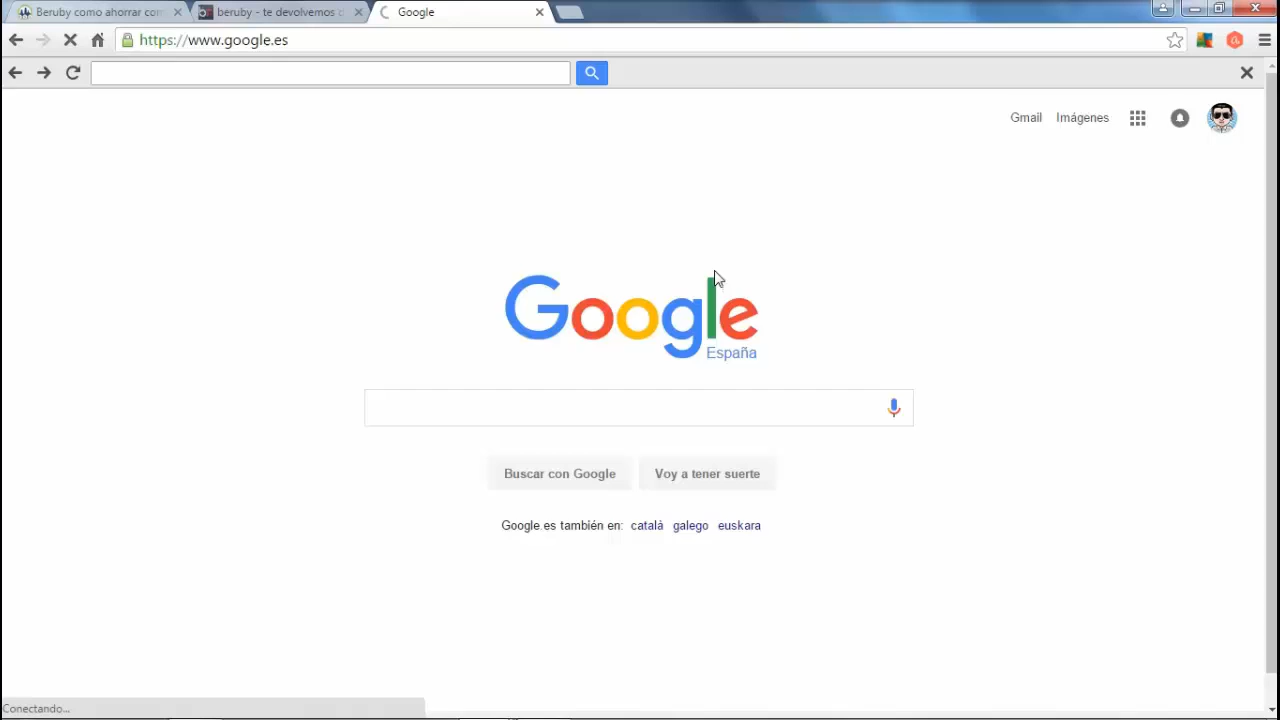 Beruby como ahorrar com
beruby - te devolvemos d
Google
https://www.google.es
Gmail Imágenes
Google
España
Buscar con Google Voy a tener suerte
Google.es también en: català galego euskara
Conectando...